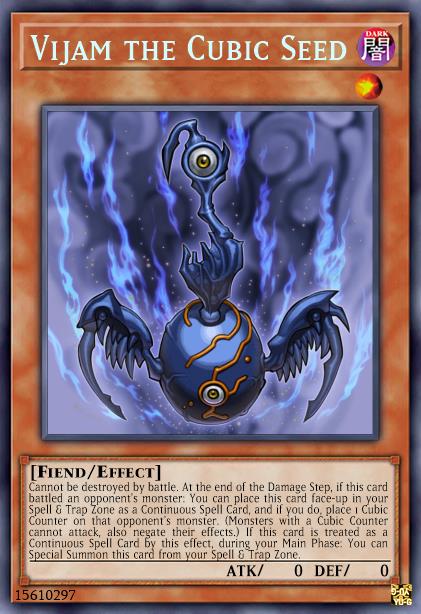 VIJAM THE CUBIC SEED
DARK
闇
[FIEND/EFFECT]
Cannot be destroyed by battle. At the end of the Damage Step, if this card
battled an opponent's monster: You can place this card face-up in your
Spell & Trap Zone as a Continuous Spell Card, and if you do, place 1 Cubic
Counter on that opponent's monster. (Monsters with a Cubic Counter
cannot attack, also negate their effects.) If this card is treated as a
Continuous Spell Card by this effect, during your Main Phase: You can
Special Summon this card from your Spell & Trap Zone.
ATK/ 0 DEF/ 0
15610297